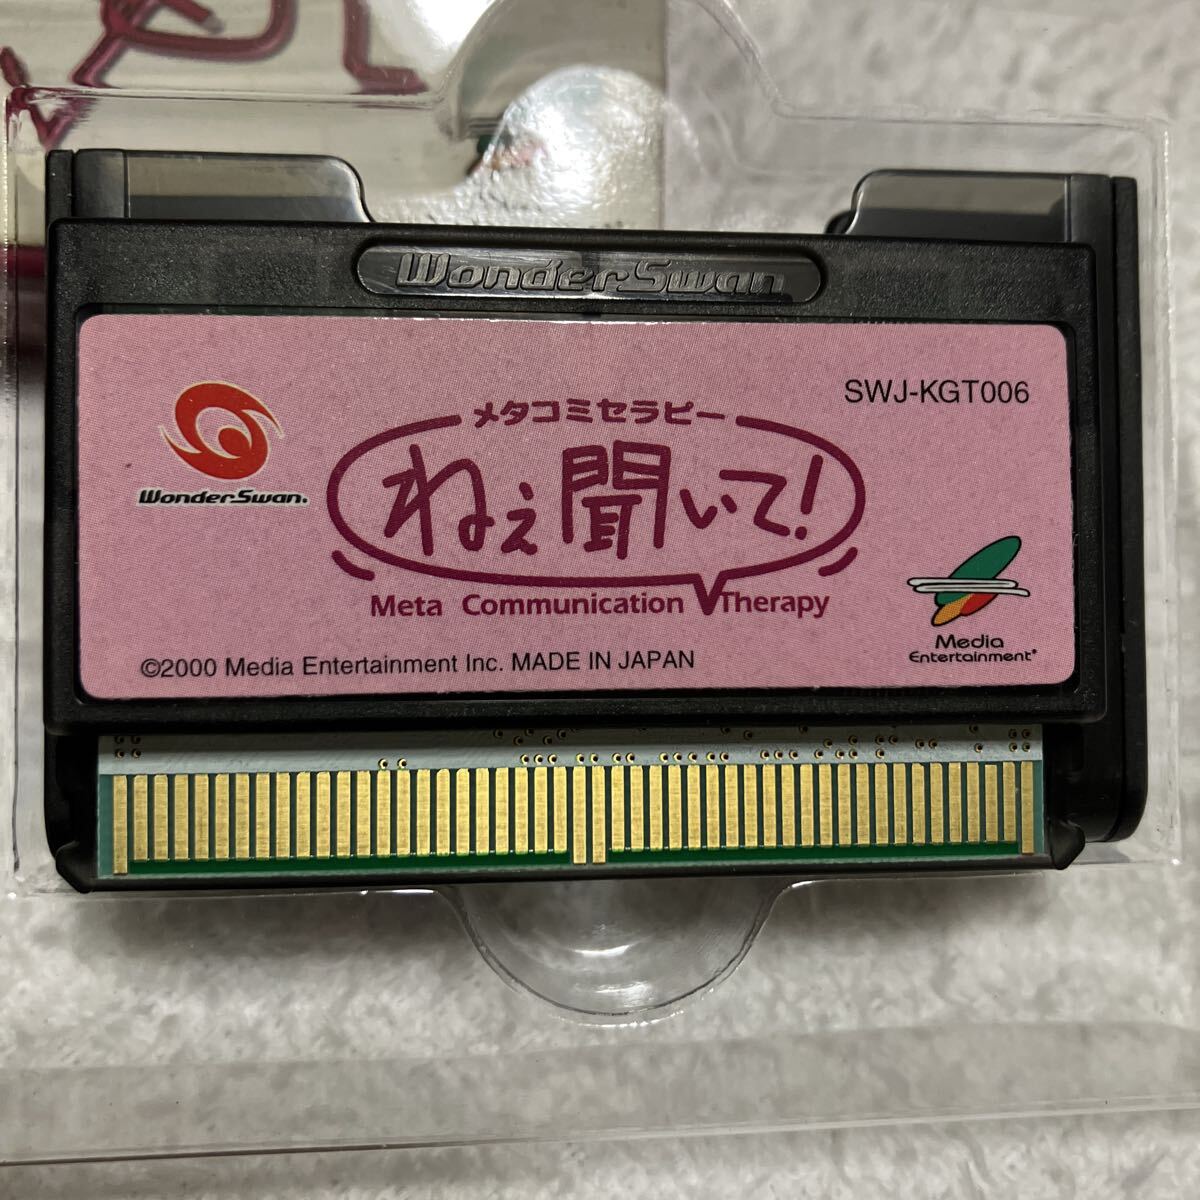 WonderSwan
SWJ-KGT006
メタコミセラピー
ねぇ聞いて!
WonderSwan.
Meta Communication Therapy
Media
Entertainment
©2000 Media Entertainment Inc. MADE IN JAPAN